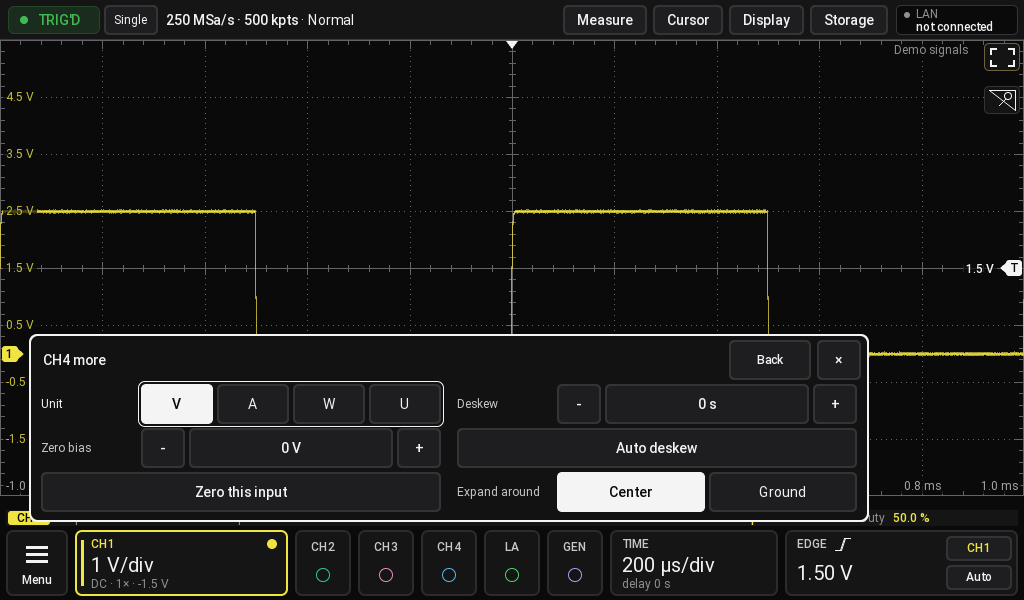 TRIG'D
Single
250 MSa/s · 500 kpts · Normal
Measure
Cursor
Display
Storage
LAN
not connected
Demo signals
4.5 V
3.5 V
2.5 V
1.5 V
1.5 V
T
0.5 V
1
-0.5
-1.5
-1.0
0.8 ms
1.0 ms
CH4 more
Back
×
Unit
V
A
W
U
Deskew
-
0 s
+
Zero bias
-
0 V
+
Auto deskew
Zero this input
Expand around
Center
Ground
50.0 %
Menu
CH1
1 V/div
DC · 1× · -1.5 V
CH2
CH3
CH4
LA
GEN
TIME
200 µs/div
delay 0 s
EDGE
1.50 V
CH1
Auto